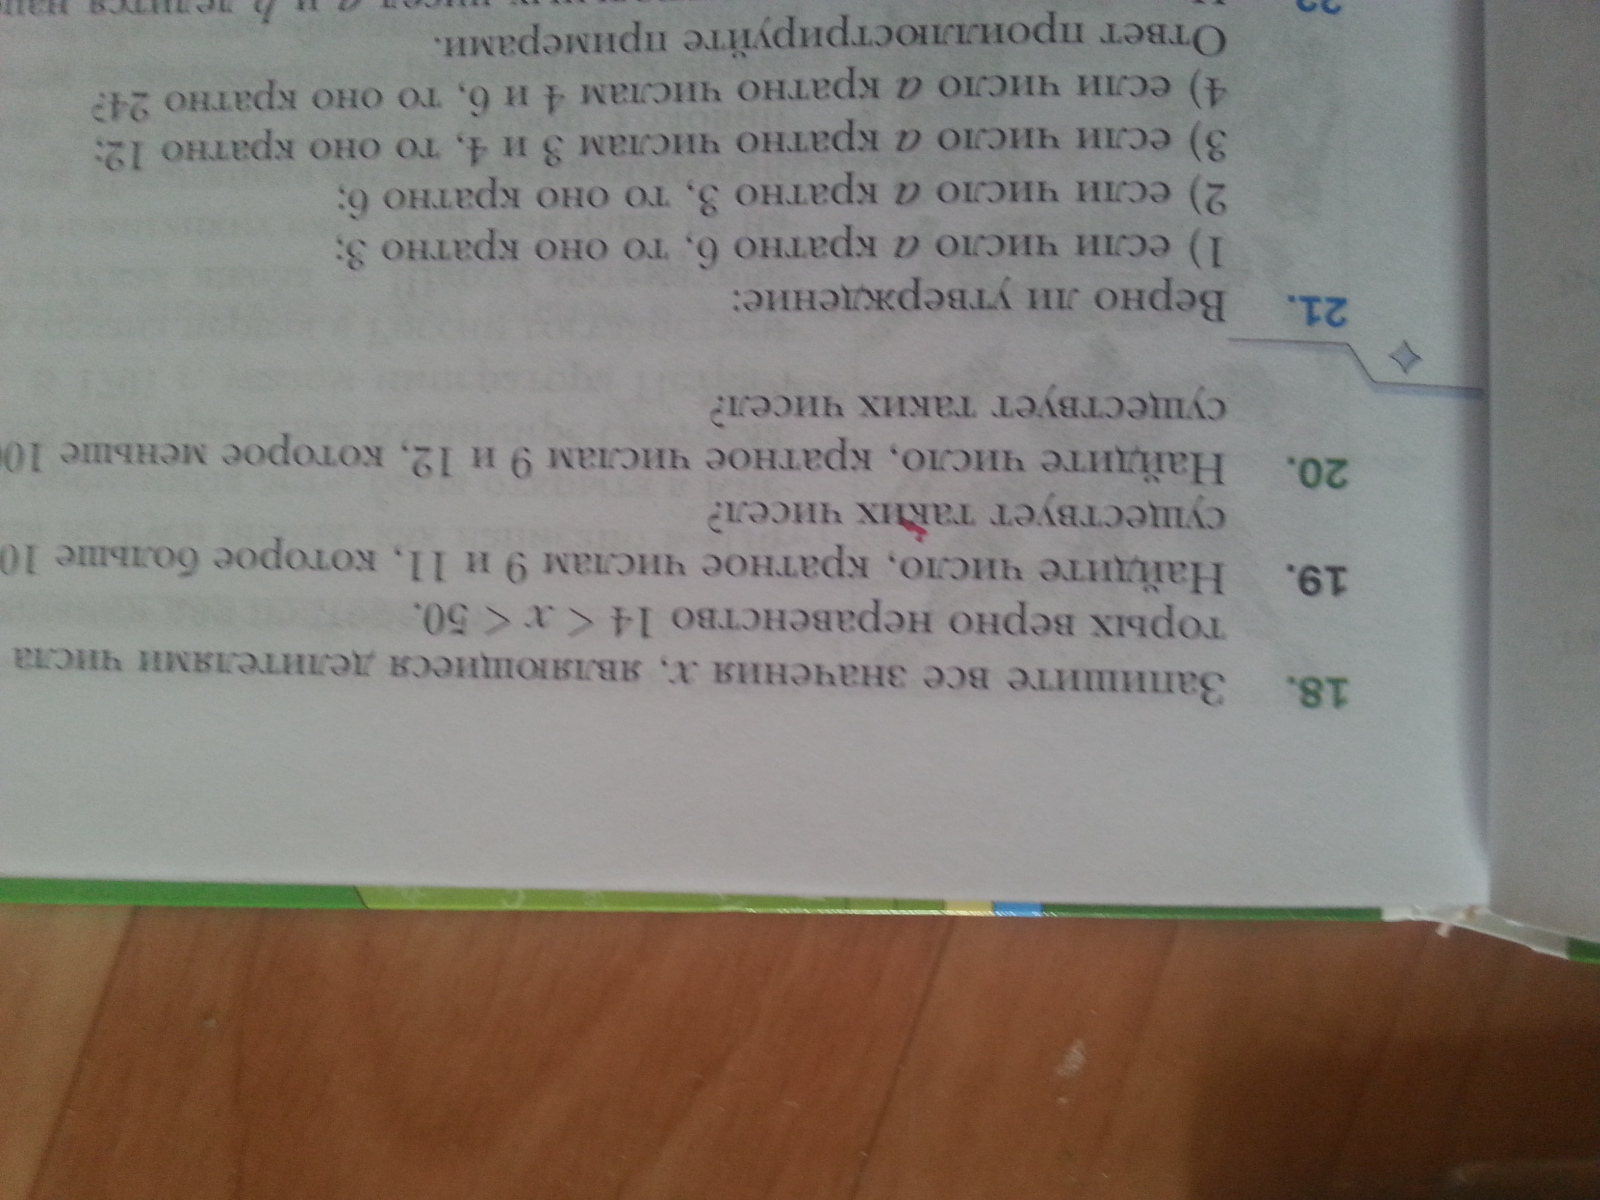 18. Запишите все значения x, являющиеся делителями числа
торых верно неравенство 14 < x < 50.
19. Найдите число, кратное числам 9 и 11, которое больше 10
существует таких чисел?
20. Найдите число, кратное числам 9 и 12, которое меньше 10
существует таких чисел?
21. Верно ли утверждение:
1) если число a кратно 6, то оно кратно 3;
2) если число a кратно 3, то оно кратно 6;
3) если число a кратно числам 3 и 4, то оно кратно 12;
4) если число a кратно числам 4 и 6, то оно кратно 24?
Ответ проиллюстрируйте примерами.
22. чисел a и b делится